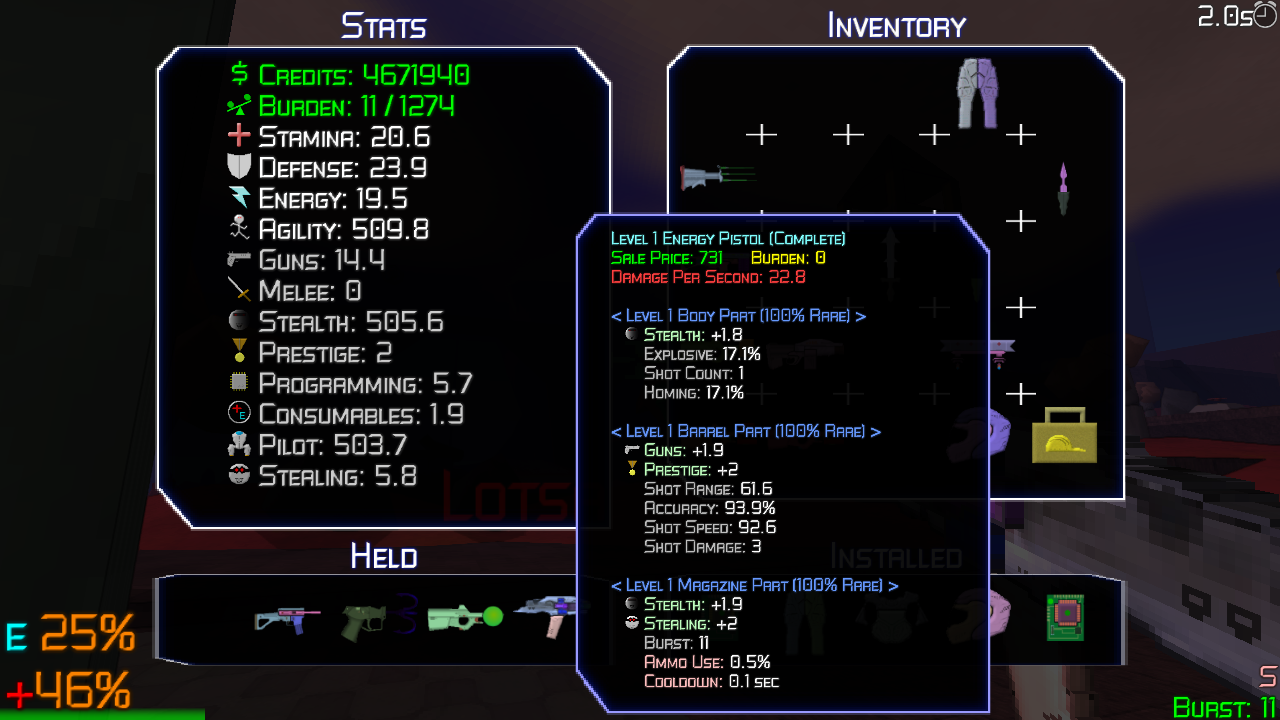 Stats
Inventory
2.0s
Credits: 4671940
Burden: 11 / 1274
Stamina: 20.6
Defense: 23.9
Energy: 19.5
Agility: 509.8
Guns: 14.4
Melee: 0
Stealth: 505.6
Prestige: 2
Programming: 5.7
Consumables: 1.9
Pilot: 503.7
Stealing: 5.8
Lots
Level 1 Energy Pistol (Complete)
Sale Price: 731 Burden: 0
Damage Per Second: 22.8
< Level 1 Body Part (100% Rare) >
Stealth: +1.8
Explosive: 17.1%
Shot Count: 1
Homing: 17.1%
< Level 1 Barrel Part (100% Rare) >
Guns: +1.9
Prestige: +2
Shot Range: 61.6
Accuracy: 93.9%
Shot Speed: 92.6
Shot Damage: 3
< Level 1 Magazine Part (100% Rare) >
Stealth: +1.9
Stealing: +2
Burst: 11
Ammo Use: 0.5%
Cooldown: 0.1 sec
Held
Installed
E 25%
+46%
S
Burst: 11